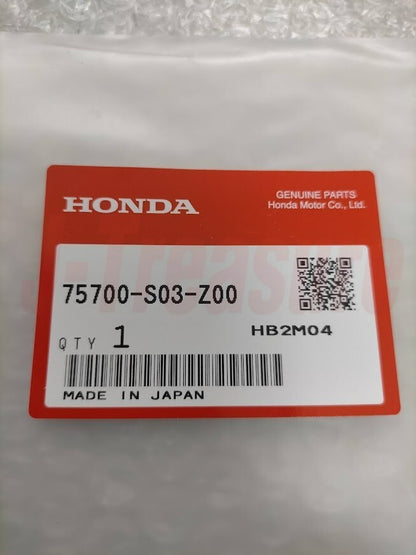 HONDA
GENUINE PARTS
Honda Motor Co., Ltd.
75700-S03-Z00
QTY 1
HB2M04
MADE IN JAPAN